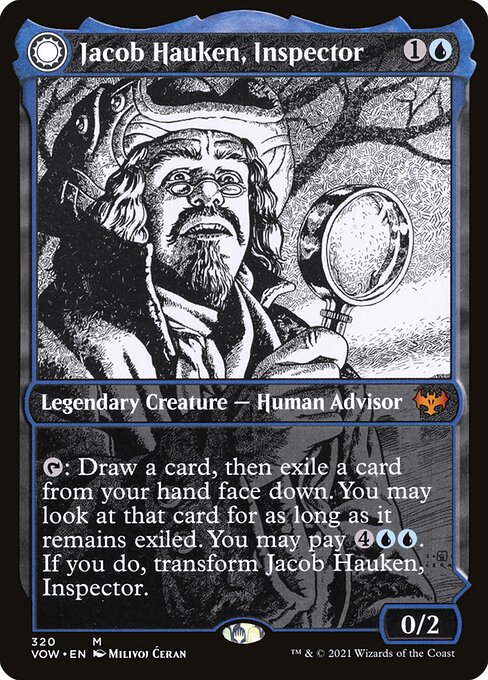 Jacob Hauken, Inspector 1
Legendary Creature — Human Advisor
: Draw a card, then exile a card
from your hand face down. You may
look at that card for as long as it
remains exiled. You may pay 4.
If you do, transform Jacob Hauken,
Inspector.
0/2
320 M
VOW • EN Milivoj Ćeran
™ & © 2021 Wizards of the Coast